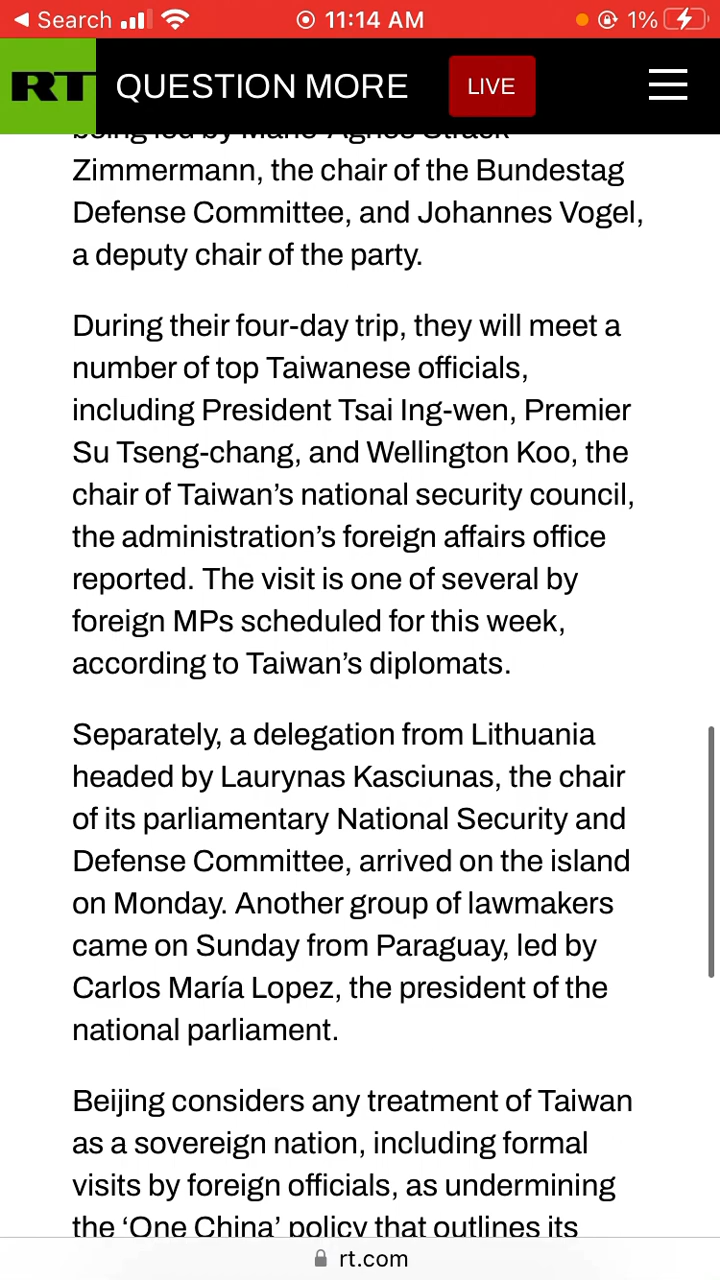 Search 11:14 AM 1%
RT QUESTION MORE LIVE
being led by Marie-Agnes Strack-
Zimmermann, the chair of the Bundestag
Defense Committee, and Johannes Vogel,
a deputy chair of the party.
During their four-day trip, they will meet a
number of top Taiwanese officials,
including President Tsai Ing-wen, Premier
Su Tseng-chang, and Wellington Koo, the
chair of Taiwan’s national security council,
the administration’s foreign affairs office
reported. The visit is one of several by
foreign MPs scheduled for this week,
according to Taiwan’s diplomats.
Separately, a delegation from Lithuania
headed by Laurynas Kasciunas, the chair
of its parliamentary National Security and
Defense Committee, arrived on the island
on Monday. Another group of lawmakers
came on Sunday from Paraguay, led by
Carlos María Lopez, the president of the
national parliament.
Beijing considers any treatment of Taiwan
as a sovereign nation, including formal
visits by foreign officials, as undermining
the ‘One China’ policy that outlines its
rt.com